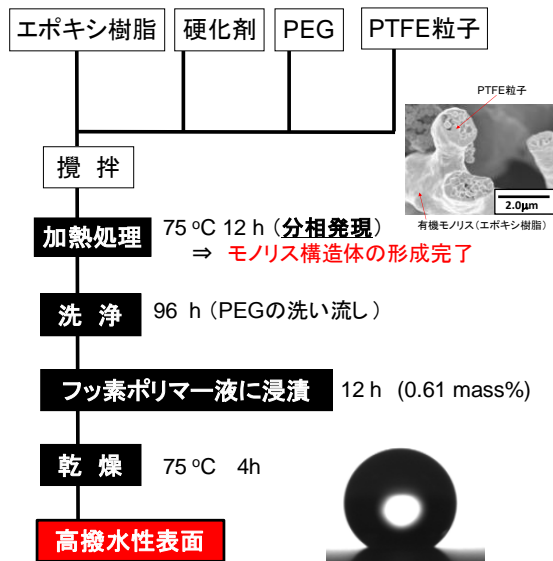 エポキシ樹脂 硬化剤 PEG PTFE粒子
PTFE粒子
攪 拌
2.0μm
有機モノリス(エポキシ樹脂)
加熱処理 75 ºC 12 h (分相発現)
⇒ モノリス構造体の形成完了
洗 浄 96 h (PEGの洗い流し)
フッ素ポリマー液に浸漬 12 h (0.61 mass%)
乾 燥 75 ºC 4h
高撥水性表面